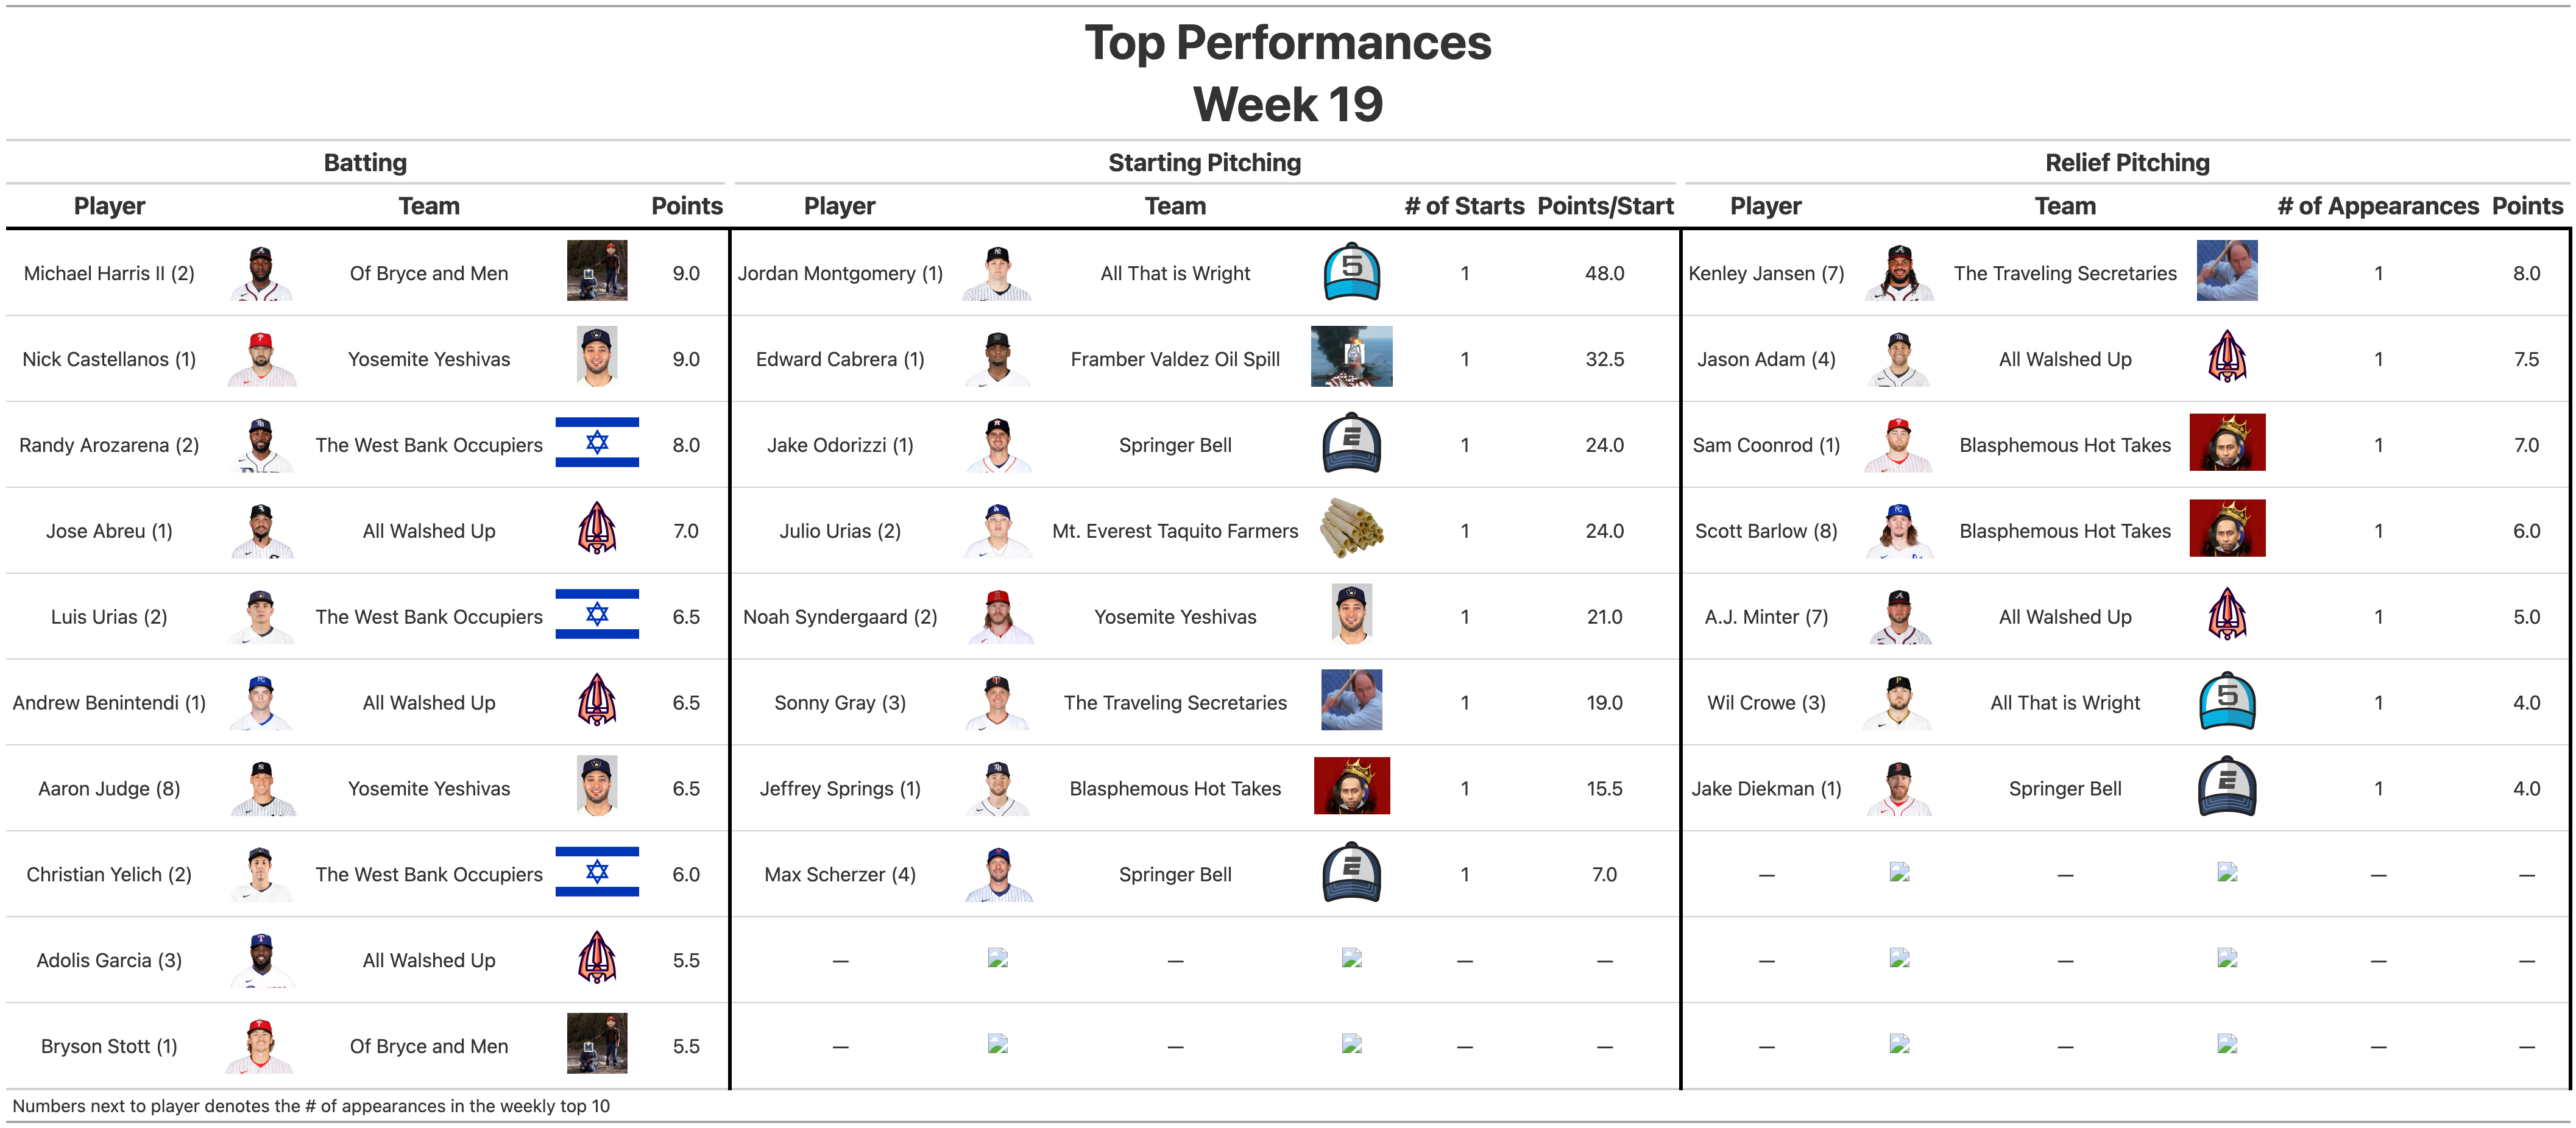 Top Performances
Week 19
Batting Starting Pitching Relief Pitching
Player Team Points Player Team # of Starts Points/Start Player Team # of Appearances Points
Michael Harris II (2) Of Bryce and Men 9.0 Jordan Montgomery (1) All That is Wright 5 1 48.0 Kenley Jansen (7) The Traveling Secretaries 1 8.0
Nick Castellanos (1) Yosemite Yeshivas 9.0 Edward Cabrera (1) Framber Valdez Oil Spill 1 32.5 Jason Adam (4) All Walshed Up 1 7.5
Randy Arozarena (2) The West Bank Occupiers 8.0 Jake Odorizzi (1) Springer Bell E 1 24.0 Sam Coonrod (1) Blasphemous Hot Takes 1 7.0
Jose Abreu (1) All Walshed Up 7.0 Julio Urias (2) Mt. Everest Taquito Farmers 1 24.0 Scott Barlow (8) Blasphemous Hot Takes 1 6.0
Luis Urias (2) The West Bank Occupiers 6.5 Noah Syndergaard (2) Yosemite Yeshivas 1 21.0 A.J. Minter (7) All Walshed Up 1 5.0
Andrew Benintendi (1) All Walshed Up 6.5 Sonny Gray (3) The Traveling Secretaries 1 19.0 Wil Crowe (3) All That is Wright 5 1 4.0
Aaron Judge (8) Yosemite Yeshivas 6.5 Jeffrey Springs (1) Blasphemous Hot Takes 1 15.5 Jake Diekman (1) Springer Bell E 1 4.0
Christian Yelich (2) The West Bank Occupiers 6.0 Max Scherzer (4) Springer Bell E 1 7.0 — — — —
Adolis Garcia (3) All Walshed Up 5.5 — — — — — — — —
Bryson Stott (1) Of Bryce and Men 5.5 — — — — — — — —
Numbers next to player denotes the # of appearances in the weekly top 10